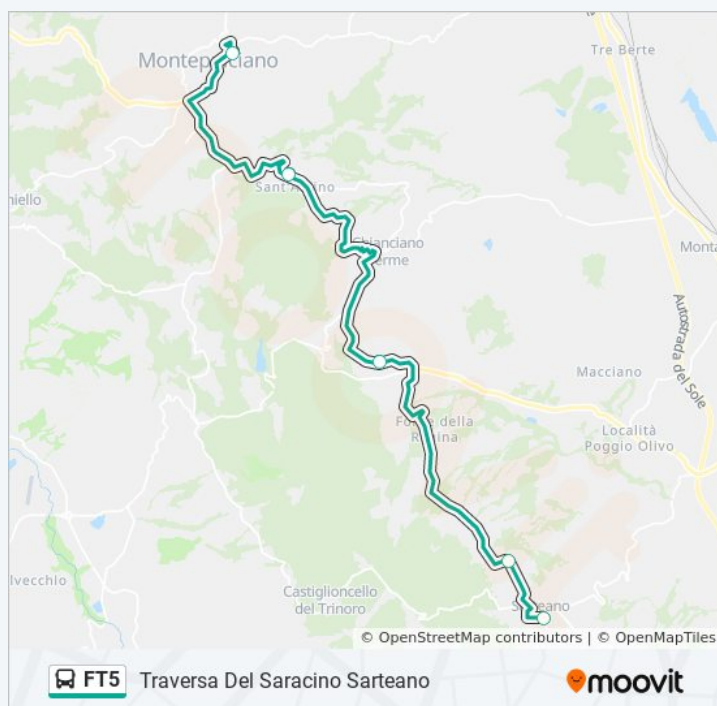 Tre Berte
Montepulciano
niello
Sant'Albino
Chianciano
Terme
Monta
Autostrada del Sole
Macciano
Fonte della
Regina
Località
Poggio Olivo
lvecchio
Castiglioncello
del Trinoro
Sarteano
© OpenStreetMap contributors | © OpenMapTiles
FT5 Traversa Del Saracino Sarteano
moovit